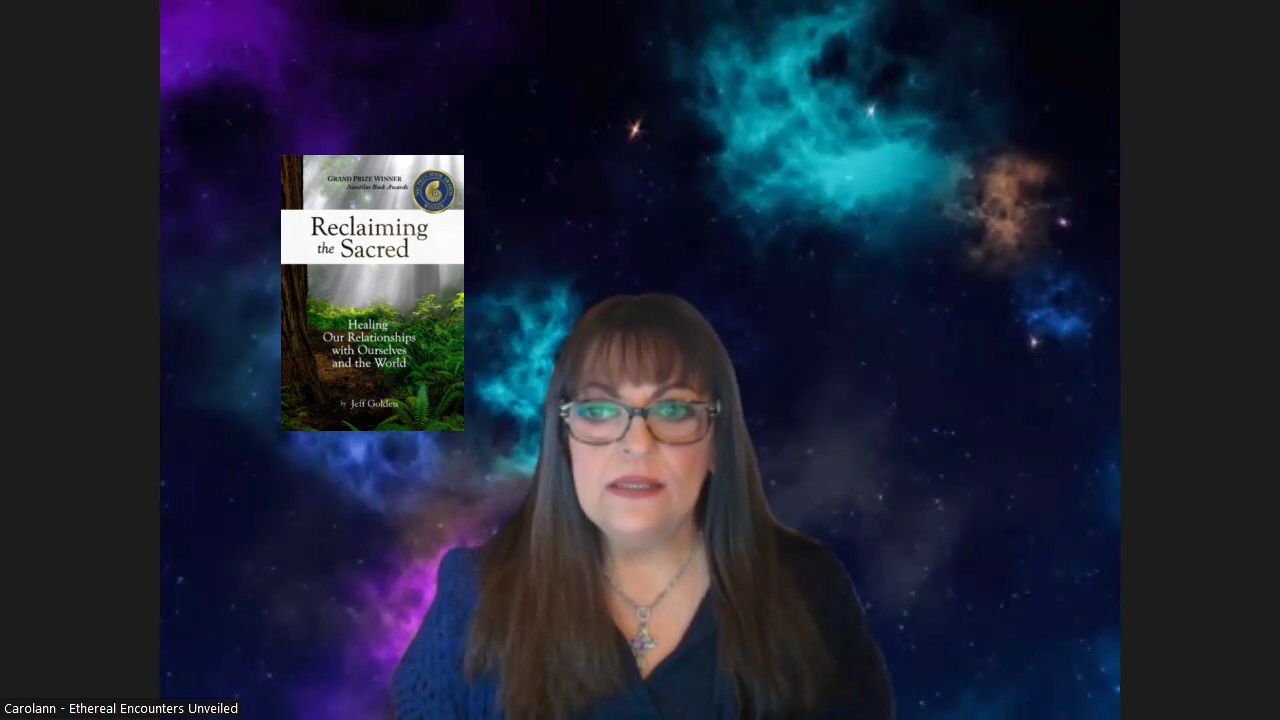 GRAND PRIZE WINNER
Nautilus Book Awards
Reclaiming
the Sacred
Healing
Our Relationships
with Ourselves
and the World
by Jeff Golden
Carolann - Ethereal Encounters Unveiled